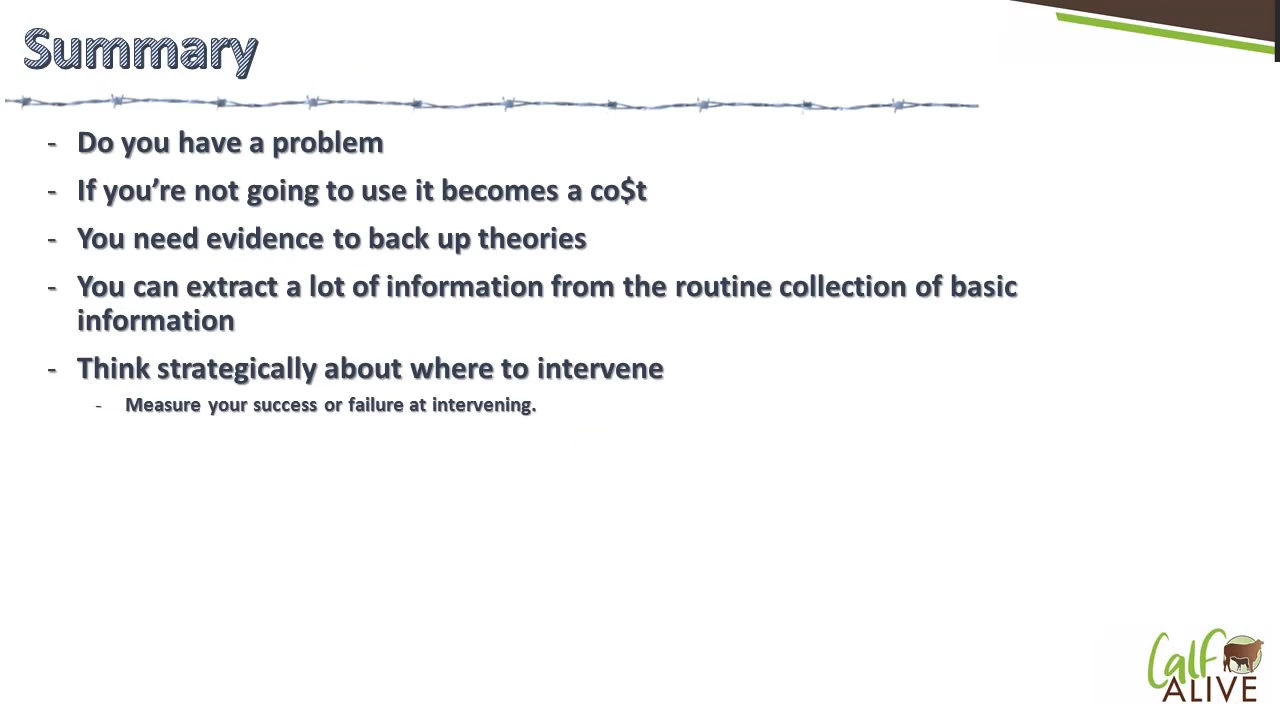 Summary
- Do you have a problem
- If you’re not going to use it becomes a co$t
- You need evidence to back up theories
- You can extract a lot of information from the routine collection of basic
information
- Think strategically about where to intervene
- Measure your success or failure at intervening.
Calf
ALIVE